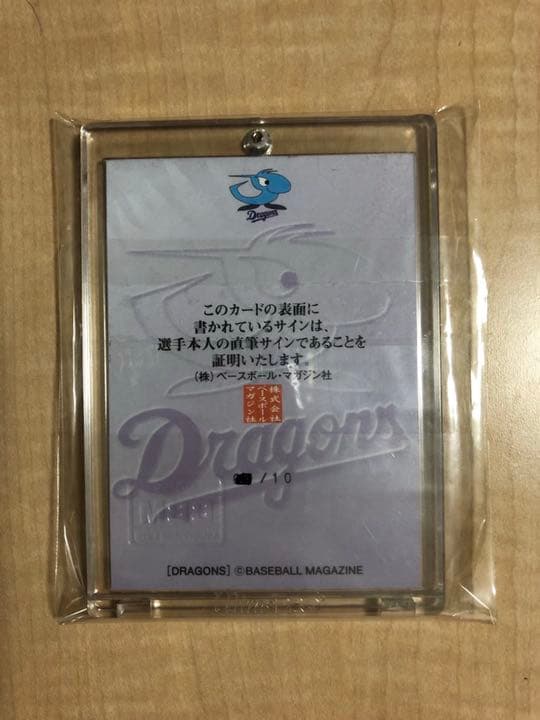 Dragons
このカードの表面に
書かれているサインは、
選手本人の直筆サインであることを
証明いたします。
(株)ベースボール・マガジン社
株式会社
ベースボール
マガジン社
Dragons
/10
[DRAGONS] ©BASEBALL MAGAZINE